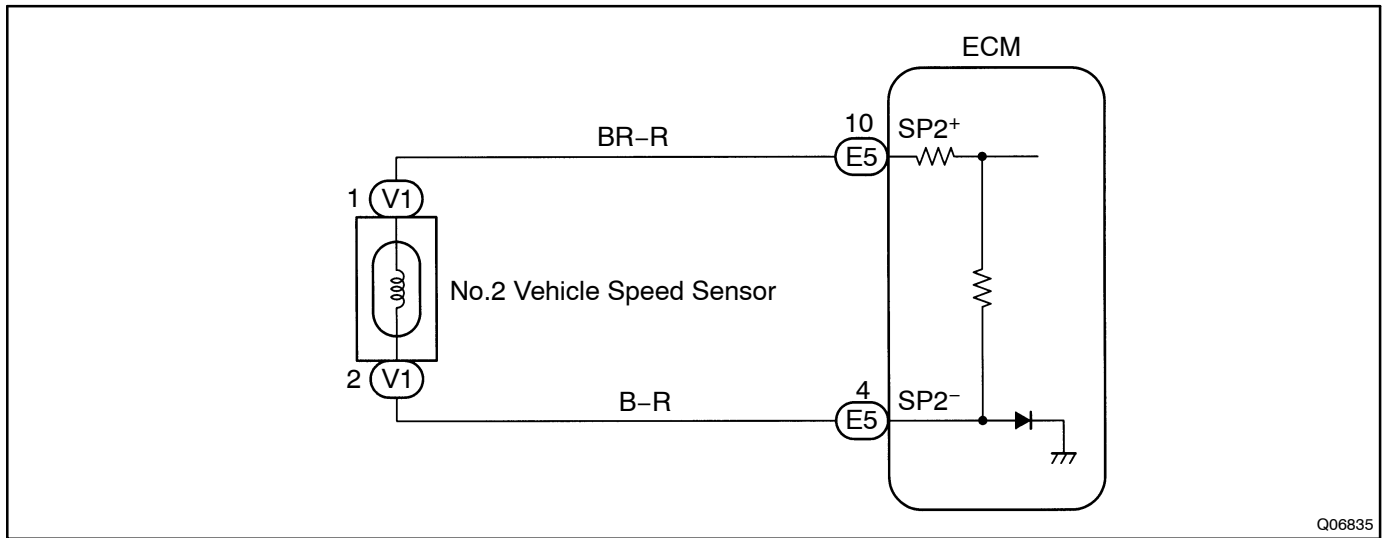 ECM
BR–R
10
E5
SP2+
1
V1
No.2 Vehicle Speed Sensor
2
V1
B–R
4
E5
SP2–
Q06835